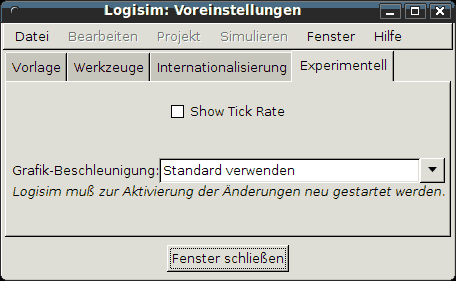 Logisim: Voreinstellungen
Datei Bearbeiten Projekt Simulieren Fenster Hilfe
Vorlage Werkzeuge Internationalisierung Experimentell
Show Tick Rate
Grafik-Beschleunigung: Standard verwenden
Logisim muß zur Aktivierung der Änderungen neu gestartet werden.
Fenster schließen